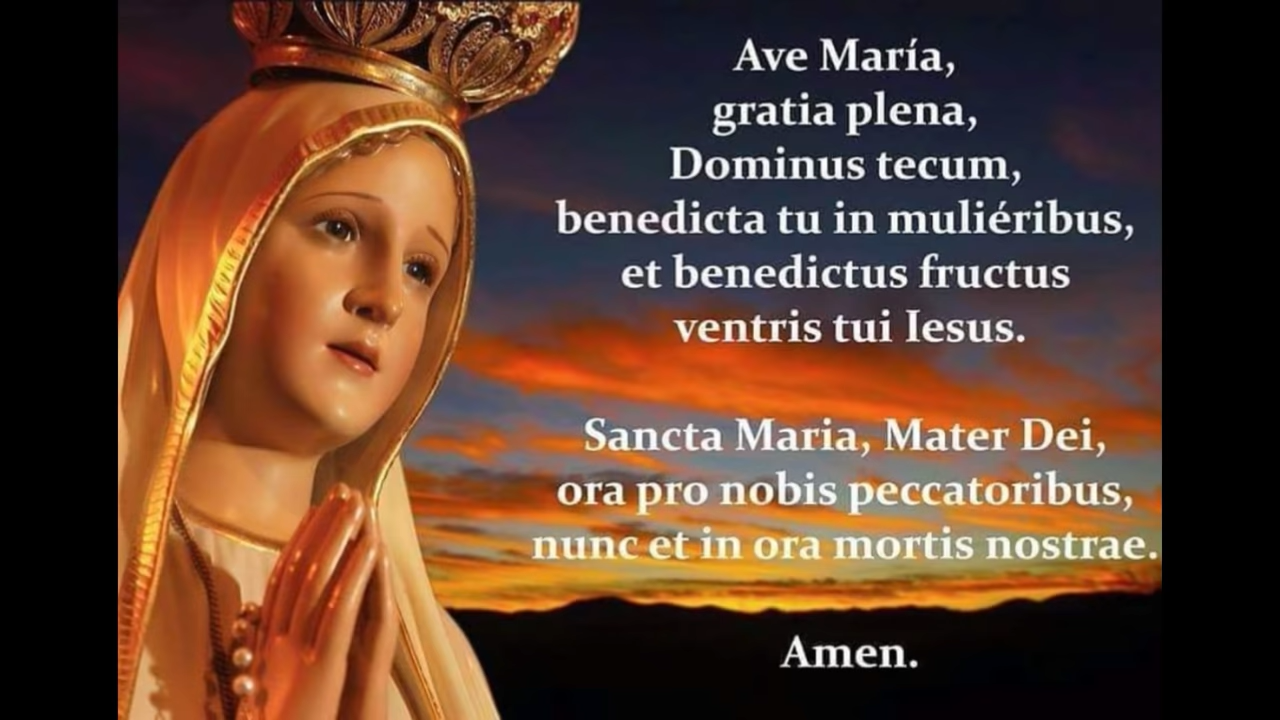 Ave María,
gratia plena,
Dominus tecum,
benedicta tu in muliéribus,
et benedictus fructus
ventris tui Iesus.
Sancta Maria, Mater Dei,
ora pro nobis peccatoribus,
nunc et in ora mortis nostrae.
Amen.